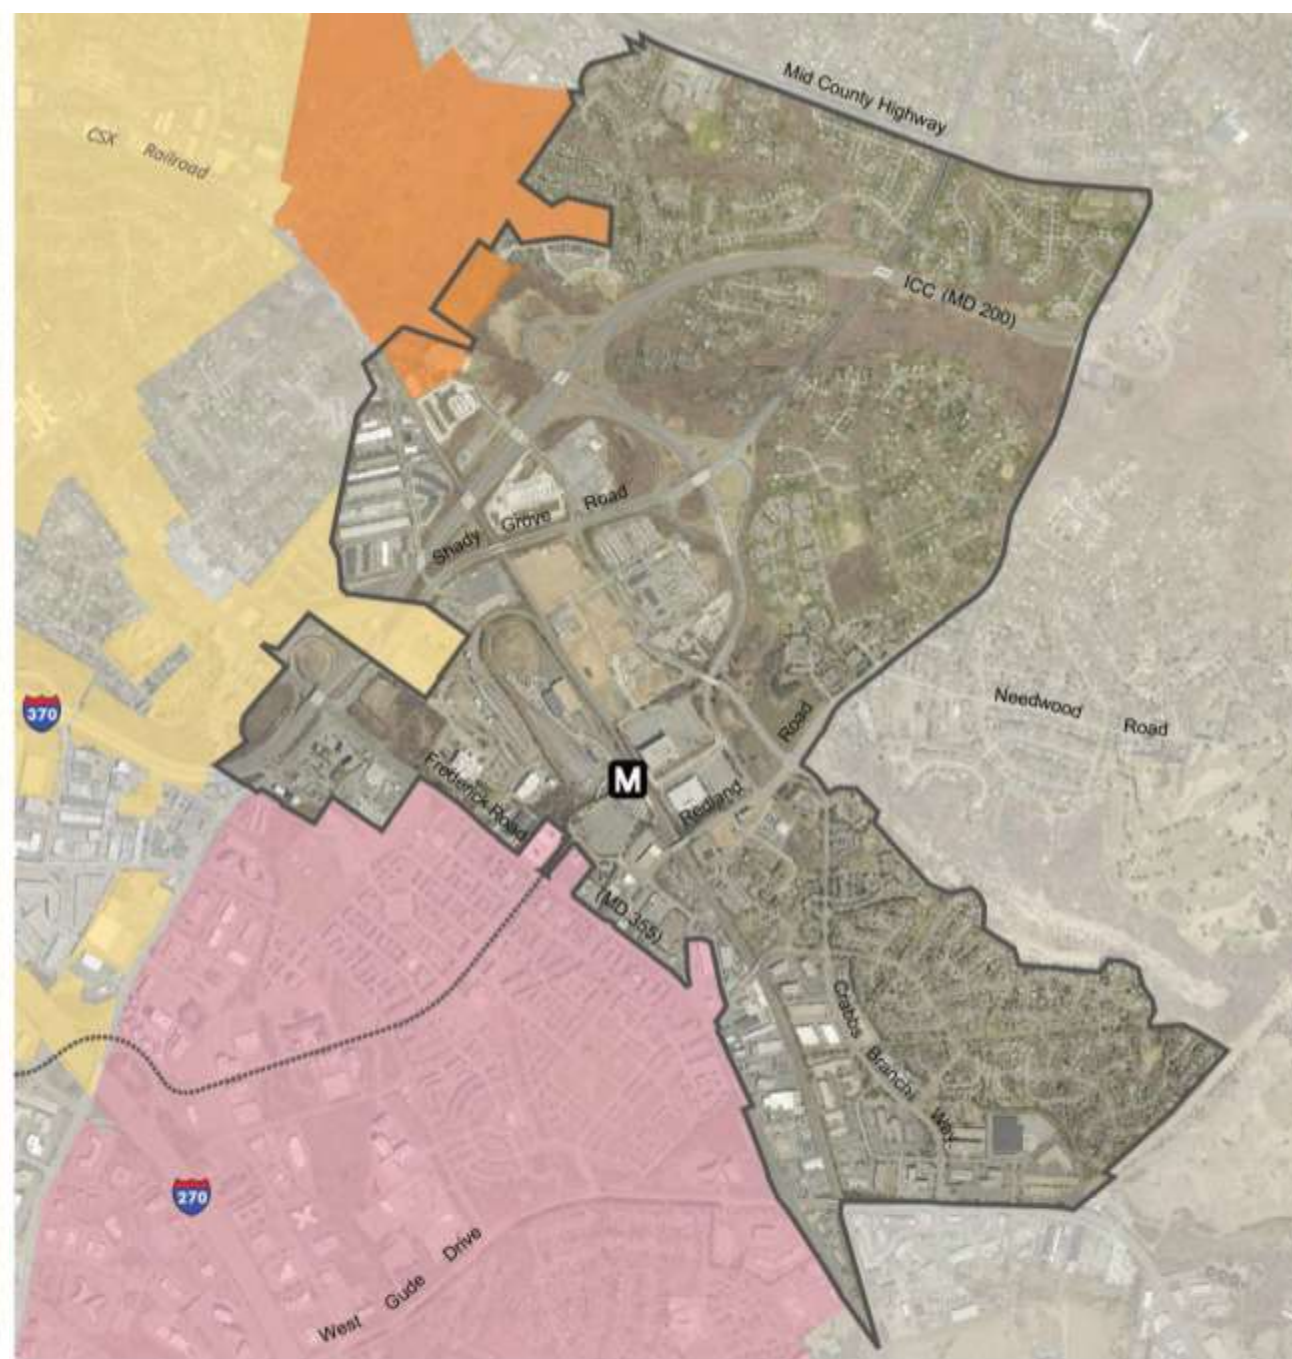 Mid County Highway
CSX Railroad
ICC (MD 200)
Shady Grove Road
Needwood Road
370
Road
M
Frederick Road
Redland
(MD 355)
Crabbs Branch Way
270
West Gude Drive